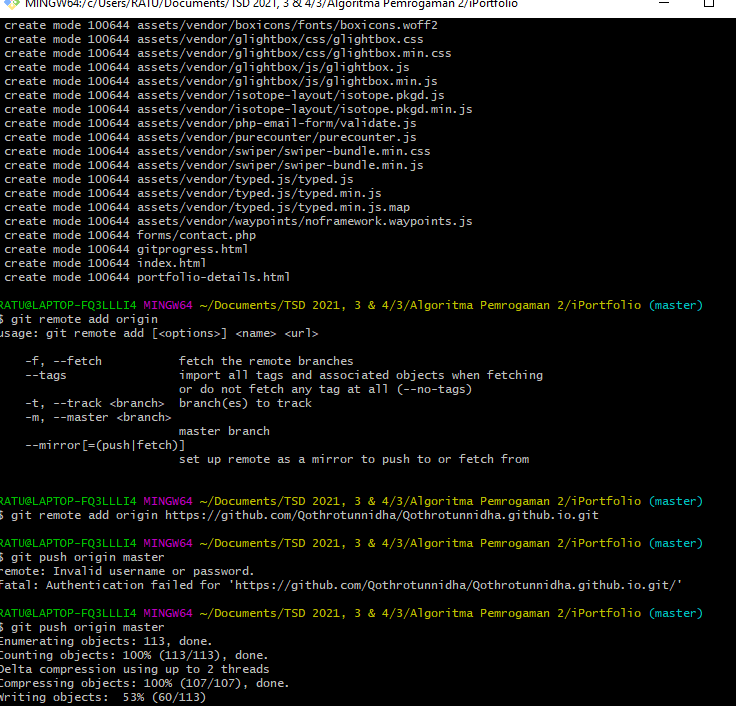 MINGW64:/c/Users/RATU/Documents/TSD 2021, 3 & 4/3/Algoritma Pemrogaman 2/iPortfolio
create mode 100644 assets/vendor/boxicons/fonts/boxicons.woff2
create mode 100644 assets/vendor/glightbox/css/glightbox.css
create mode 100644 assets/vendor/glightbox/css/glightbox.min.css
create mode 100644 assets/vendor/glightbox/js/glightbox.js
create mode 100644 assets/vendor/glightbox/js/glightbox.min.js
create mode 100644 assets/vendor/isotope-layout/isotope.pkgd.js
create mode 100644 assets/vendor/isotope-layout/isotope.pkgd.min.js
create mode 100644 assets/vendor/php-email-form/validate.js
create mode 100644 assets/vendor/purecounter/purecounter.js
create mode 100644 assets/vendor/swiper/swiper-bundle.min.css
create mode 100644 assets/vendor/swiper/swiper-bundle.min.js
create mode 100644 assets/vendor/typed.js/typed.js
create mode 100644 assets/vendor/typed.js/typed.min.js
create mode 100644 assets/vendor/typed.js/typed.min.js.map
create mode 100644 assets/vendor/waypoints/noframework.waypoints.js
create mode 100644 forms/contact.php
create mode 100644 gitprogress.html
create mode 100644 index.html
create mode 100644 portfolio-details.html
RATU@LAPTOP-FQ3LLLI4 MINGW64 ~/Documents/TSD 2021, 3 & 4/3/Algoritma Pemrogaman 2/iPortfolio (master)
$ git remote add origin
usage: git remote add [<options>] <name> <url>
-f, --fetch fetch the remote branches
--tags import all tags and associated objects when fetching
or do not fetch any tag at all (--no-tags)
-t, --track <branch> branch(es) to track
-m, --master <branch>
master branch
--mirror[=(push|fetch)]
set up remote as a mirror to push to or fetch from
RATU@LAPTOP-FQ3LLLI4 MINGW64 ~/Documents/TSD 2021, 3 & 4/3/Algoritma Pemrogaman 2/iPortfolio (master)
$ git remote add origin https://github.com/Qothrotunnidha/Qothrotunnidha.github.io.git
RATU@LAPTOP-FQ3LLLI4 MINGW64 ~/Documents/TSD 2021, 3 & 4/3/Algoritma Pemrogaman 2/iPortfolio (master)
$ git push origin master
remote: Invalid username or password.
fatal: Authentication failed for 'https://github.com/Qothrotunnidha/Qothrotunnidha.github.io.git/'
RATU@LAPTOP-FQ3LLLI4 MINGW64 ~/Documents/TSD 2021, 3 & 4/3/Algoritma Pemrogaman 2/iPortfolio (master)
$ git push origin master
Enumerating objects: 113, done.
Counting objects: 100% (113/113), done.
Delta compression using up to 2 threads
Compressing objects: 100% (107/107), done.
Writing objects: 53% (60/113)